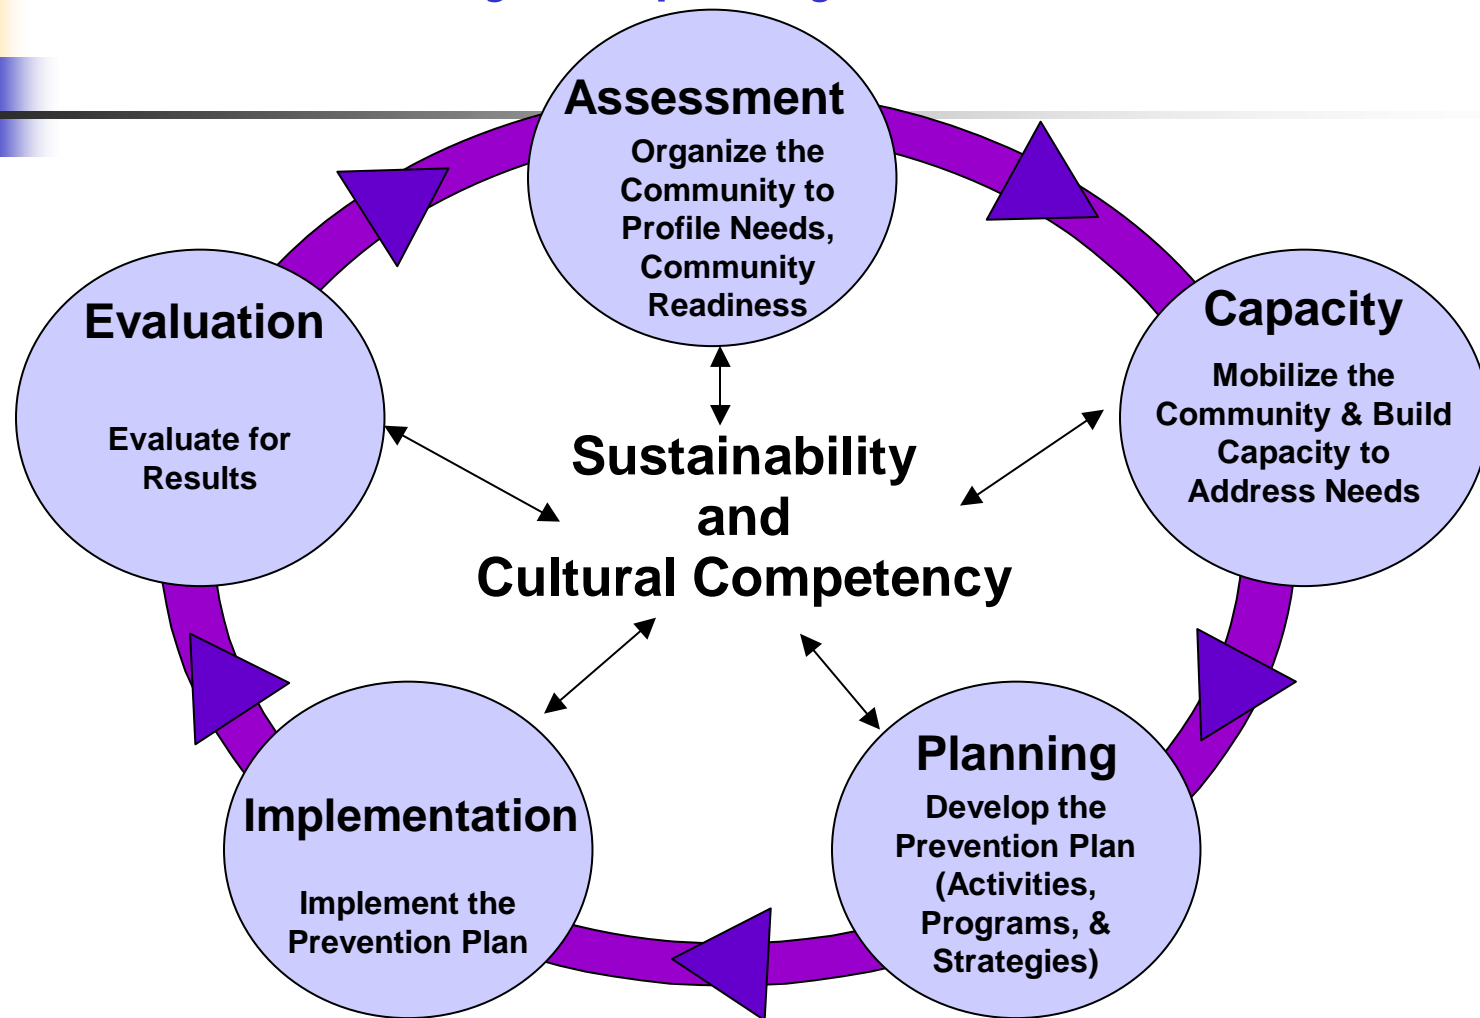 Assessment
Organize the
Community to
Profile Needs,
Community
Readiness
Capacity
Mobilize the
Community & Build
Capacity to
Address Needs
Planning
Develop the
Prevention Plan
(Activities,
Programs, &
Strategies)
Implementation
Implement the
Prevention Plan
Evaluation
Evaluate for
Results
Sustainability
and
Cultural Competency